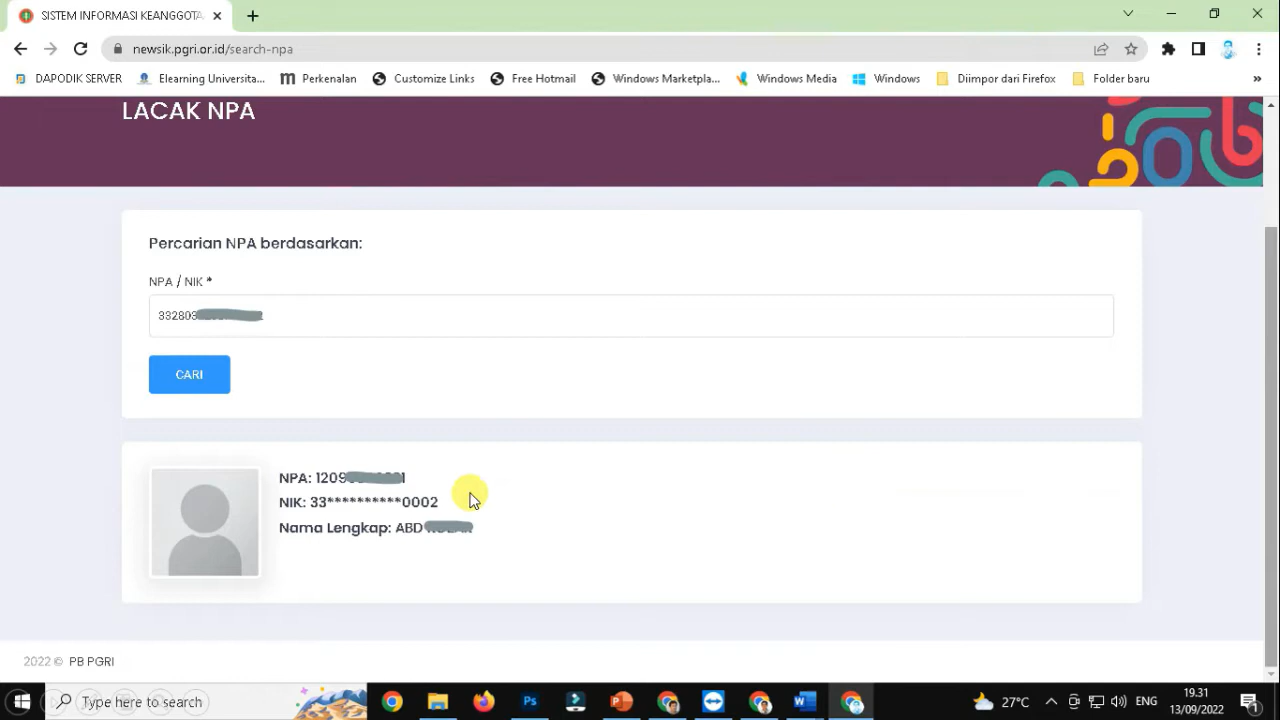 SISTEM INFORMASI KEANGGOTA
newsik.pgri.or.id/search-npa
DAPODIK SERVER
Elearning Universita...
Perkenalan
Customize Links
Free Hotmail
Windows Marketpla...
Windows Media
Windows
Diimpor dari Firefox
Folder baru
»
LACAK NPA
Percarian NPA berdasarkan:
NPA / NIK *
33280
CARI
NPA: 1209
NIK: 33**********0002
Nama Lengkap: ABD
2022 © PB PGRI
Type here to search
27°C
ENG
19.31
13/09/2022